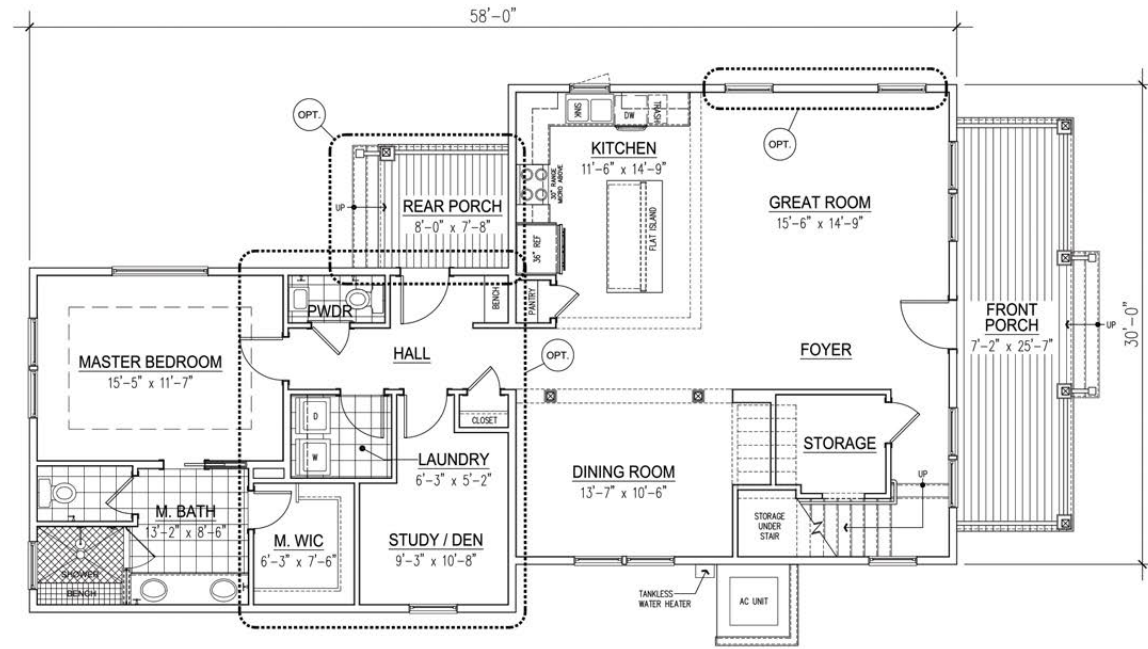 58'-0"
OPT.
SINK
DW
TRASH
KITCHEN
11'-6" x 14'-9"
OPT.
30" RANGE
MICRO ABOVE
REAR PORCH
8'-0" x 7'-8"
UP
GREAT ROOM
15'-6" x 14'-9"
FLAT ISLAND
36" REF
PWDR
BENCH
PANTRY
FRONT
PORCH
7'-2" x 25'-7"
UP
30'-0"
MASTER BEDROOM
15'-5" x 11'-7"
HALL
OPT.
FOYER
D
CLOSET
W
LAUNDRY
6'-3" x 5'-2"
STORAGE
DINING ROOM
13'-7" x 10'-6"
UP
M. BATH
13'-2" x 8'-6"
STORAGE
UNDER
STAIR
M. WIC
6'-3" x 7'-6"
STUDY / DEN
9'-3" x 10'-8"
SHOWER
BENCH
TANKLESS
WATER HEATER
AC UNIT